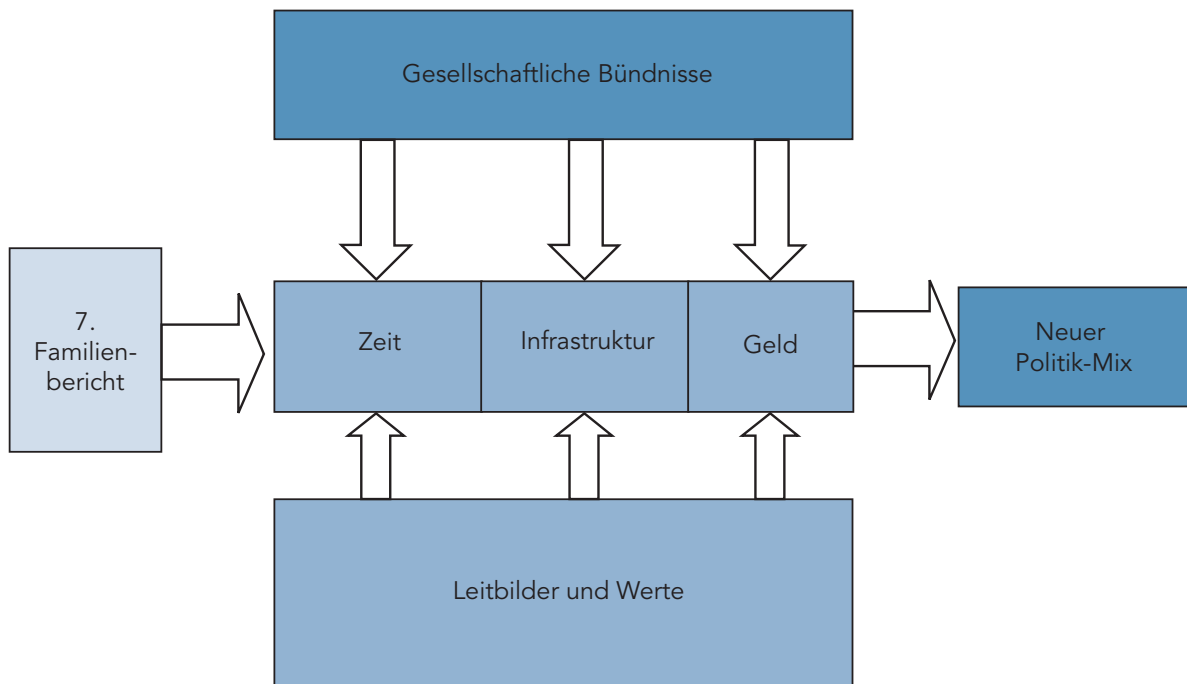 Gesellschaftliche Bündnisse
7.
Familien-
bericht
Zeit
Infrastruktur
Geld
Neuer
Politik-Mix
Leitbilder und Werte